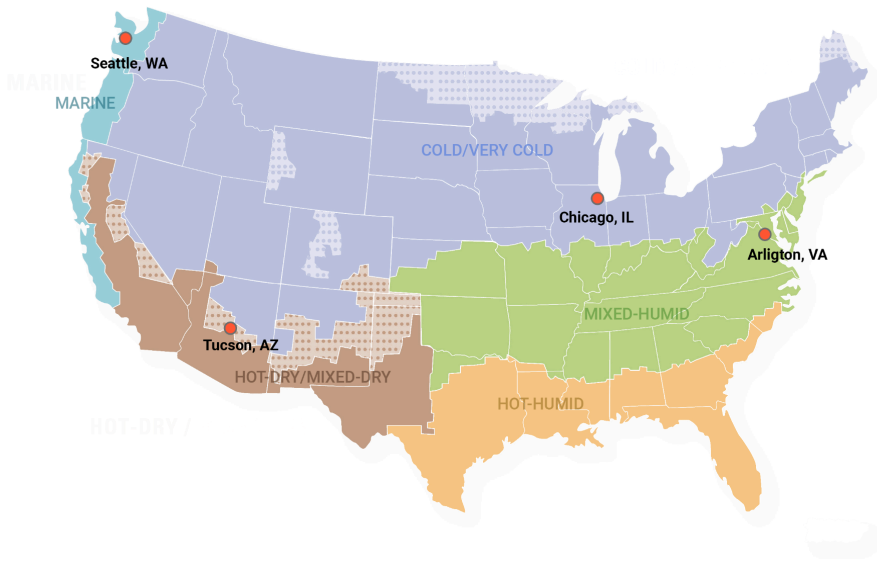 Seattle, WA
MARINE
MARINE
COLD/VERY COLD
Chicago, IL
Arligton, VA
MIXED-HUMID
Tucson, AZ
HOT-DRY/MIXED-DRY
HOT-HUMID
HOT-DRY /